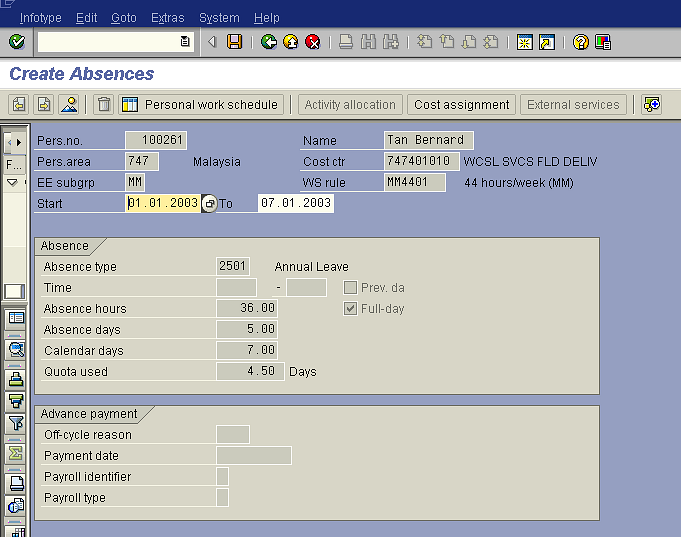 Infotype Edit Goto Extras System Help
Create Absences
Personal work schedule Activity allocation Cost assignment External services
Pers.no. 100261 Name Tan Bernard
Pers.area 747 Malaysia Cost ctr 747401010 WCSL SVCS FLD DELIV
EE subgrp MM WS rule MM4401 44 hours/week (MM)
Start 01.01.2003 To 07.01.2003
F...
Absence
Absence type 2501 Annual Leave
Time - Prev. da
Absence hours 36.00 Full-day
Absence days 5.00
Calendar days 7.00
Quota used 4.50 Days
Advance payment
Off-cycle reason
Payment date
Payroll identifier
Payroll type